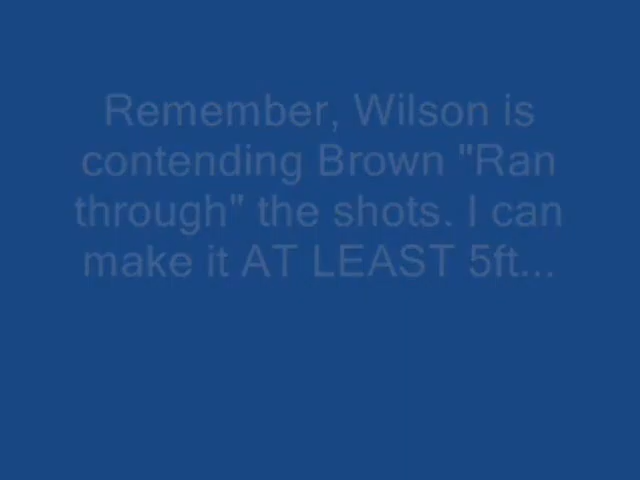 Remember, Wilson is
contending Brown "Ran
through" the shots. I can
make it AT LEAST 5ft...